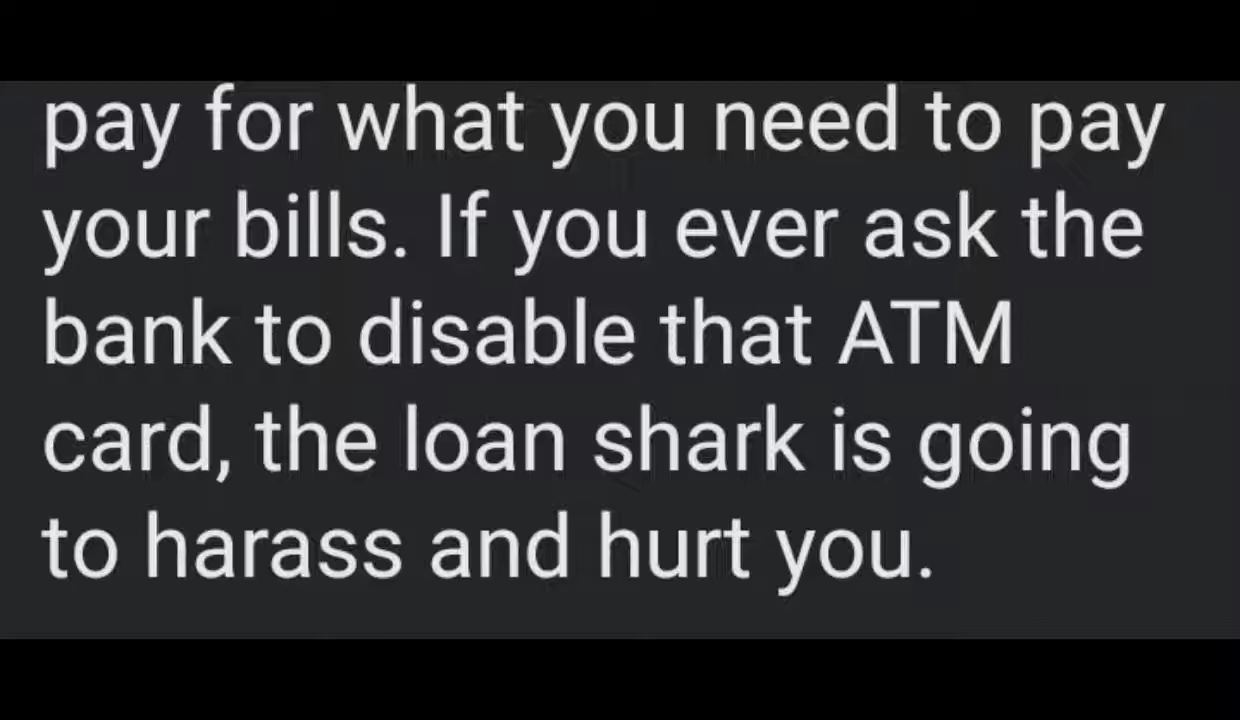 pay for what you need to pay
your bills. If you ever ask the
bank to disable that ATM
card, the loan shark is going
to harass and hurt you.